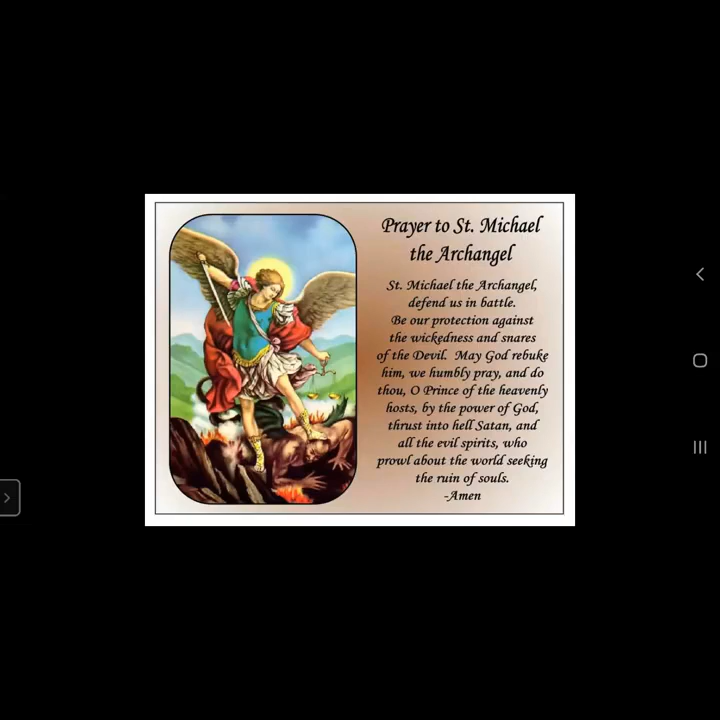 Prayer to St. Michael
the Archangel
St. Michael the Archangel,
defend us in battle.
Be our protection against
the wickedness and snares
of the Devil. May God rebuke
him, we humbly pray, and do
thou, O Prince of the heavenly
hosts, by the power of God,
thrust into hell Satan, and
all the evil spirits, who
prowl about the world seeking
the ruin of souls.
-Amen